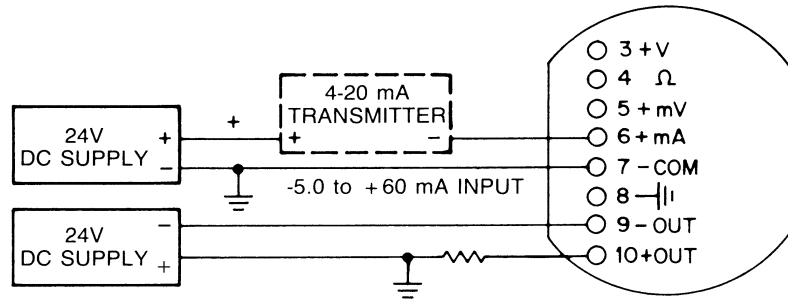 3 +V
4 Ω
5 + mV
6 + mA
7 - COM
8
9 - OUT
10 +OUT
4-20 mA
TRANSMITTER
+ -
+
24V
DC SUPPLY
+
-
-5.0 to +60 mA INPUT
24V
DC SUPPLY
-
+